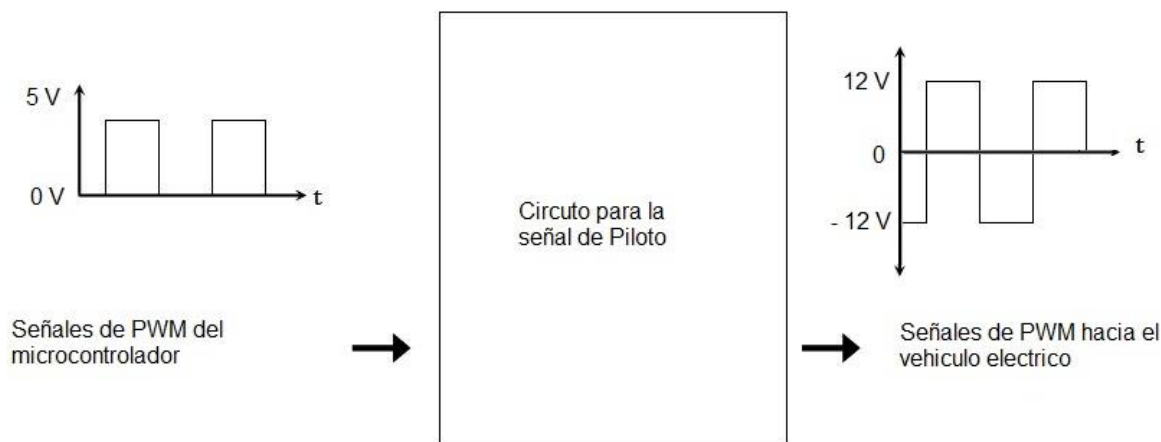 5 V
0 V
t
Señales de PWM del
microcontrolador
Circuto para la
señal de Piloto
12 V
0
- 12 V
t
Señales de PWM hacia el
vehiculo electrico